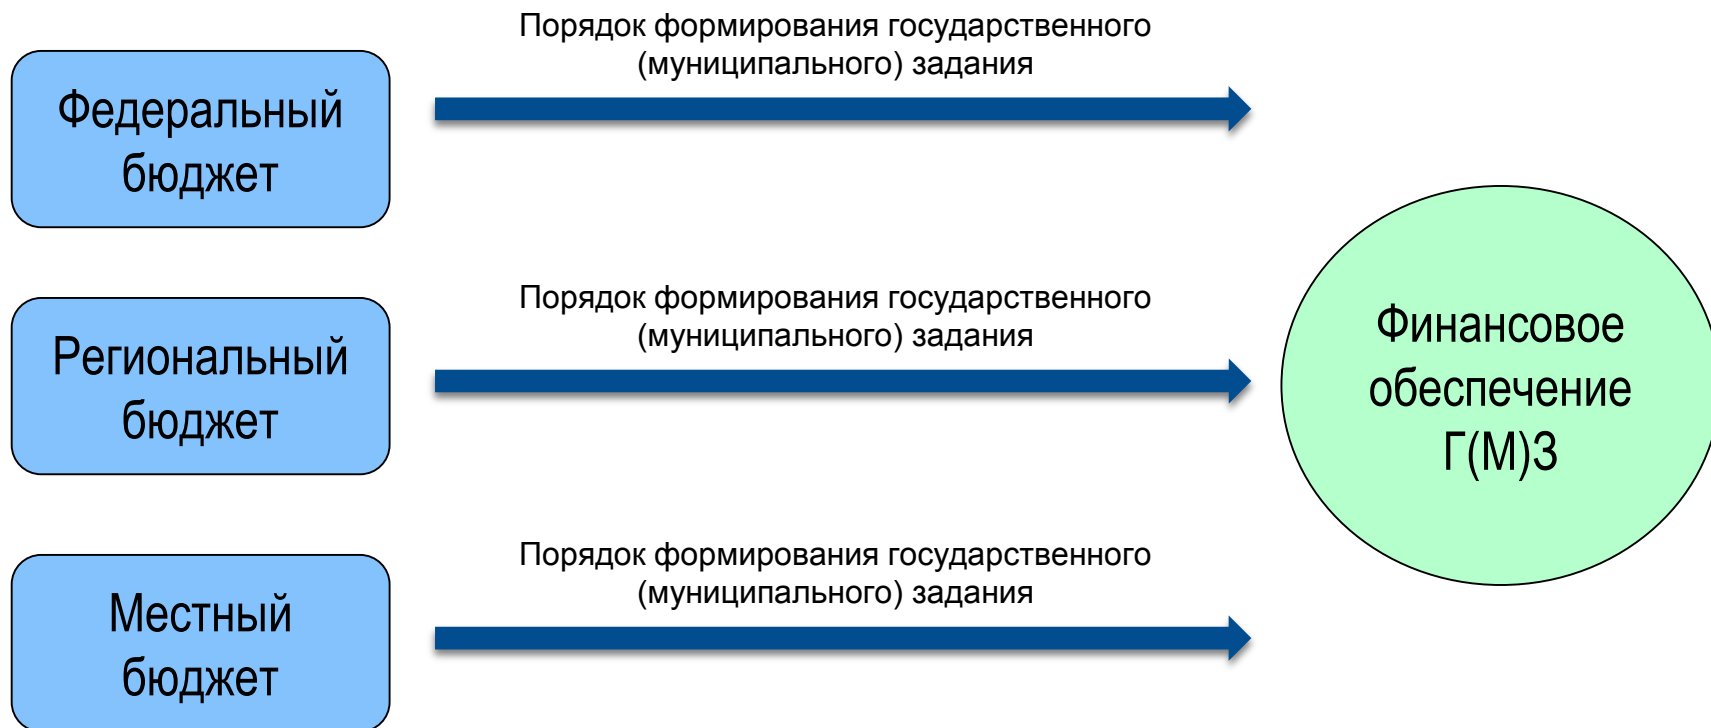 Порядок формирования государственного
(муниципального) задания
Федеральный
бюджет
Порядок формирования государственного
(муниципального) задания
Региональный
бюджет
Финансовое
обеспечение
Г(М)З
Порядок формирования государственного
(муниципального) задания
Местный
бюджет